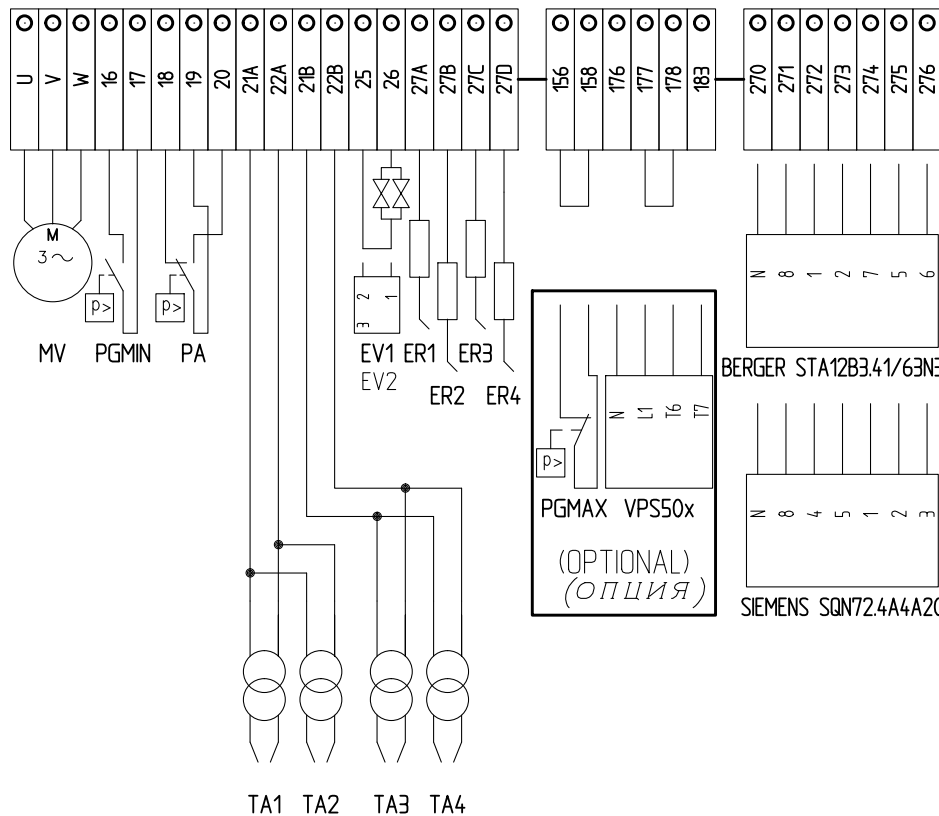 U V W 16 17 18 19 20 21A 22A 21B 22B 25 26 27A 27B 27C 27D 156 158 176 177 178 183 270 271 272 273 274 275 276
M
3~
P>
P>
2 1
3
N 8 1 2 7 5 6
MV PGMIN PA EV1 ER1 ER3
EV2
ER2 ER4
BERGER STA12B3.41/63N3
N L1 T6 T7
P>
PGMAX VPS50x
(OPTIONAL)
(ОПЦИЯ)
N 8 4 5 1 2 3
SIEMENS SQN72.4A4A20
TA1 TA2 TA3 TA4